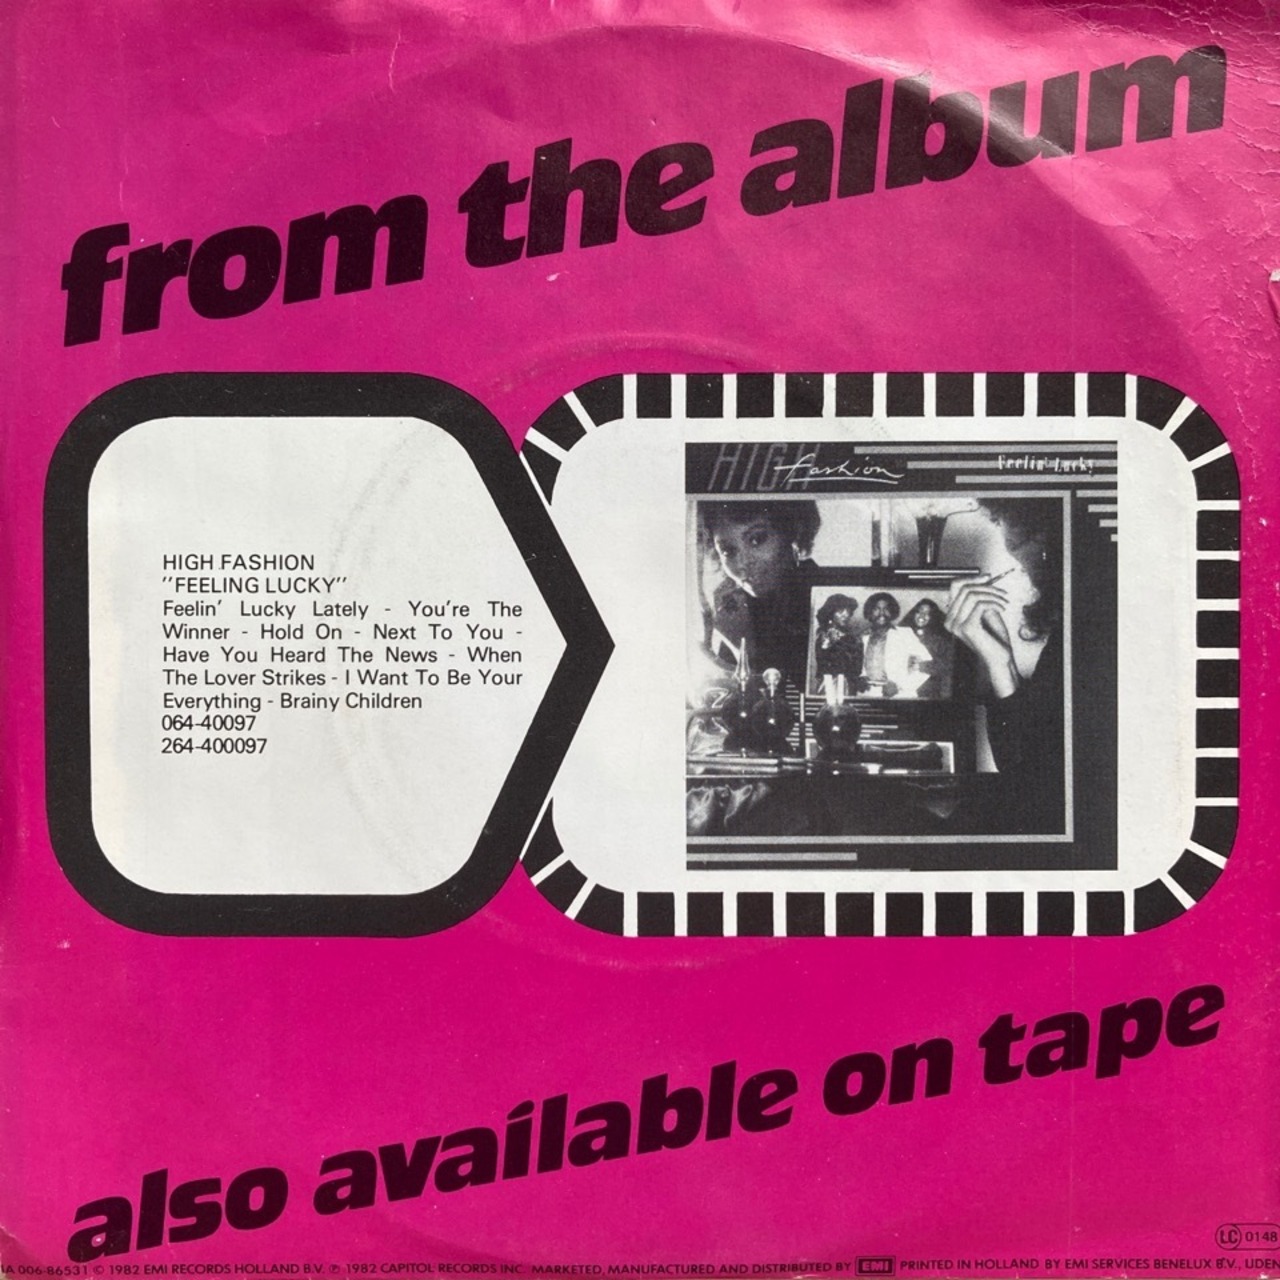 from the album
HIGH FASHION
"FEELING LUCKY"
Feelin' Lucky Lately - You're The
Winner - Hold On - Next To You -
Have You Heard The News - When
The Lover Strikes - I Want To Be Your
Everything - Brainy Children
064-40097
264-400097
HIGH fashion
Feelin' Lucky
also available on tape
LC 0148
1A 006-86531 © 1982 EMI RECORDS HOLLAND B.V. ℗ 1982 CAPITOL RECORDS INC. MARKETED, MANUFACTURED AND DISTRIBUTED BY EMI PRINTED IN HOLLAND BY EMI SERVICES BENELUX B.V., UDEN